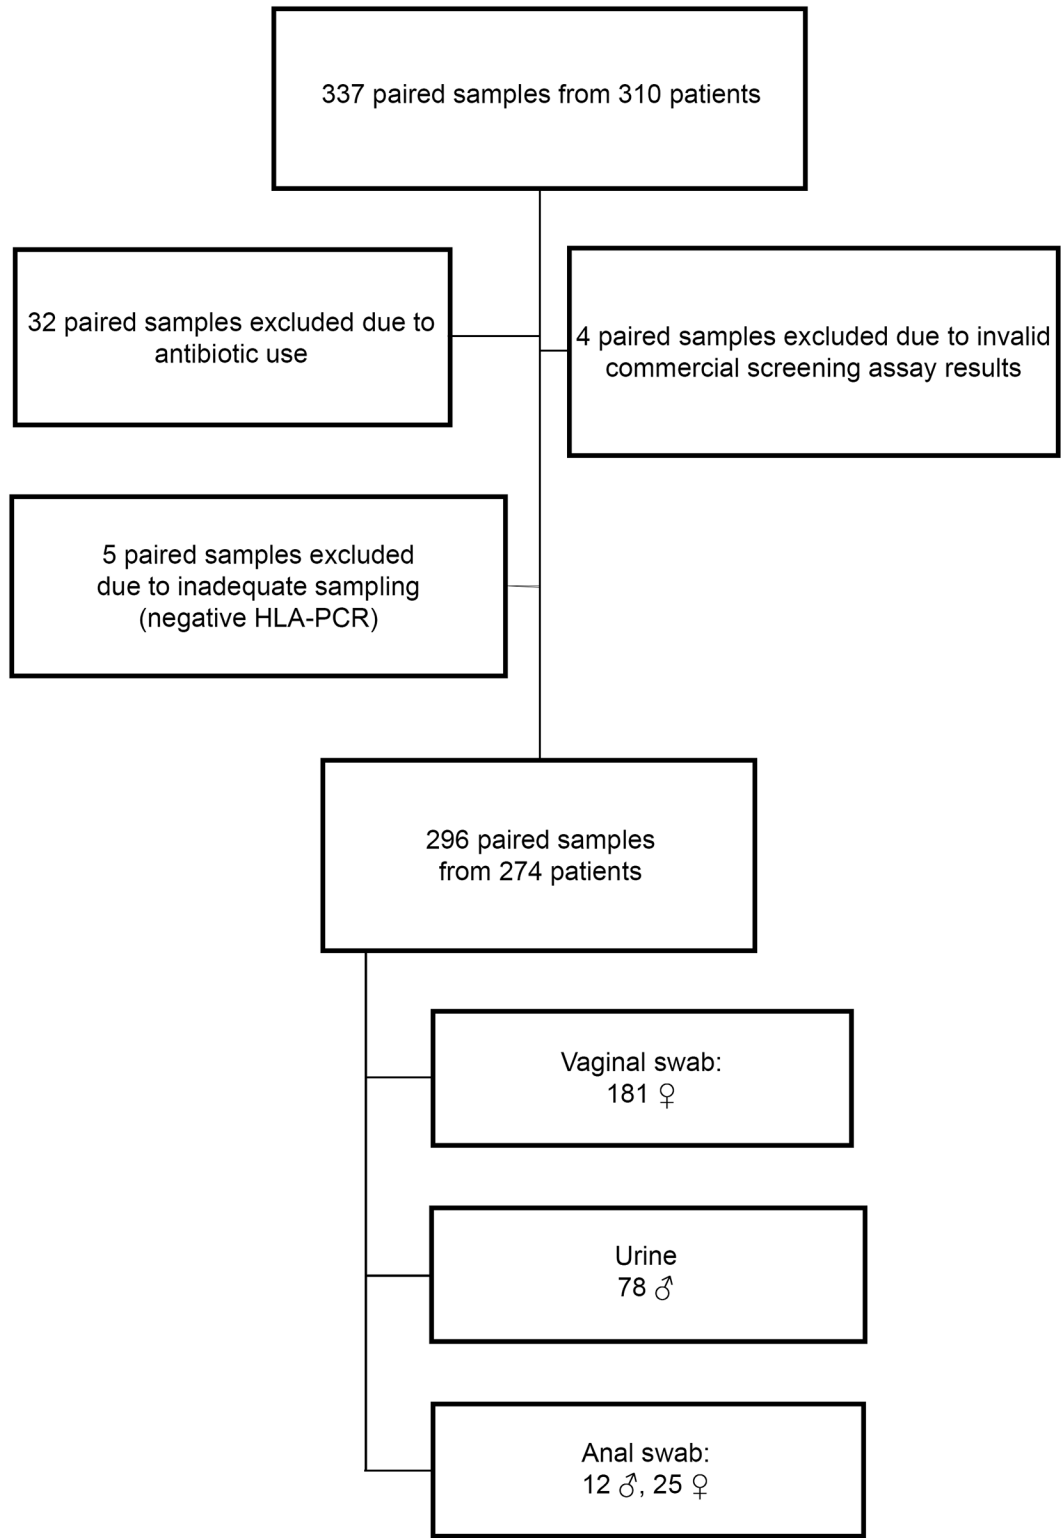 337 paired samples from 310 patients
32 paired samples excluded due to
antibiotic use
4 paired samples excluded due to invalid
commercial screening assay results
5 paired samples excluded
due to inadequate sampling
(negative HLA-PCR)
296 paired samples
from 274 patients
Vaginal swab:
181 ♀
Urine
78 ♂
Anal swab:
12 ♂, 25 ♀